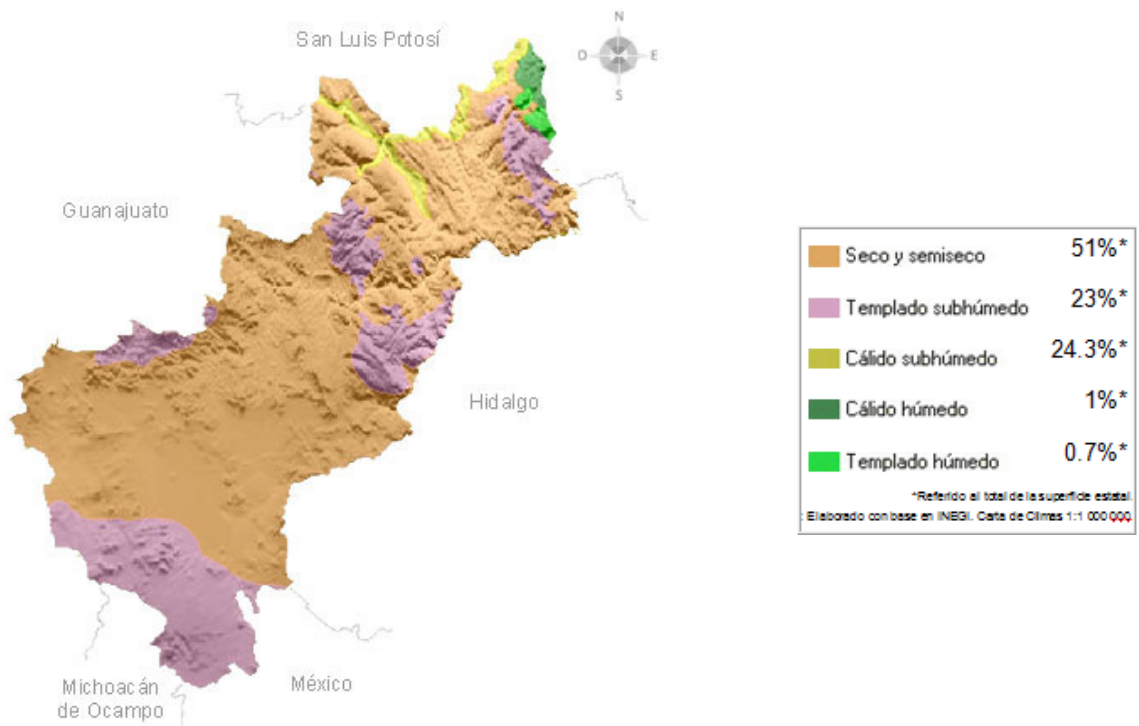 San Luis Potosí
N
O
E
S
Guanajuato
Hidalgo
Michoacán
de Ocampo
México
Seco y semiseco 51%*
Templado subhúmedo 23%*
Cálido subhúmedo 24.3%*
Cálido húmedo 1%*
Templado húmedo 0.7%*
*Referido al total de la superficie estatal.
: Elaborado con base en INEGI. Carta de Climas 1:1 000 000.